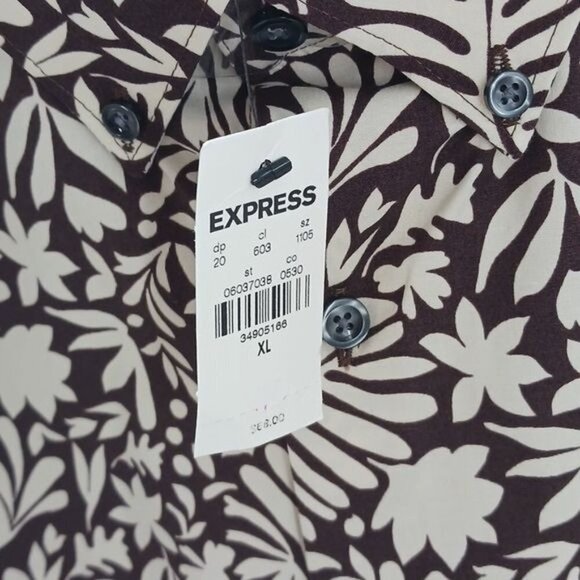 EXPRESS
dp cl sz
20 603 1105
st co
06037038 0530
34905166
XL